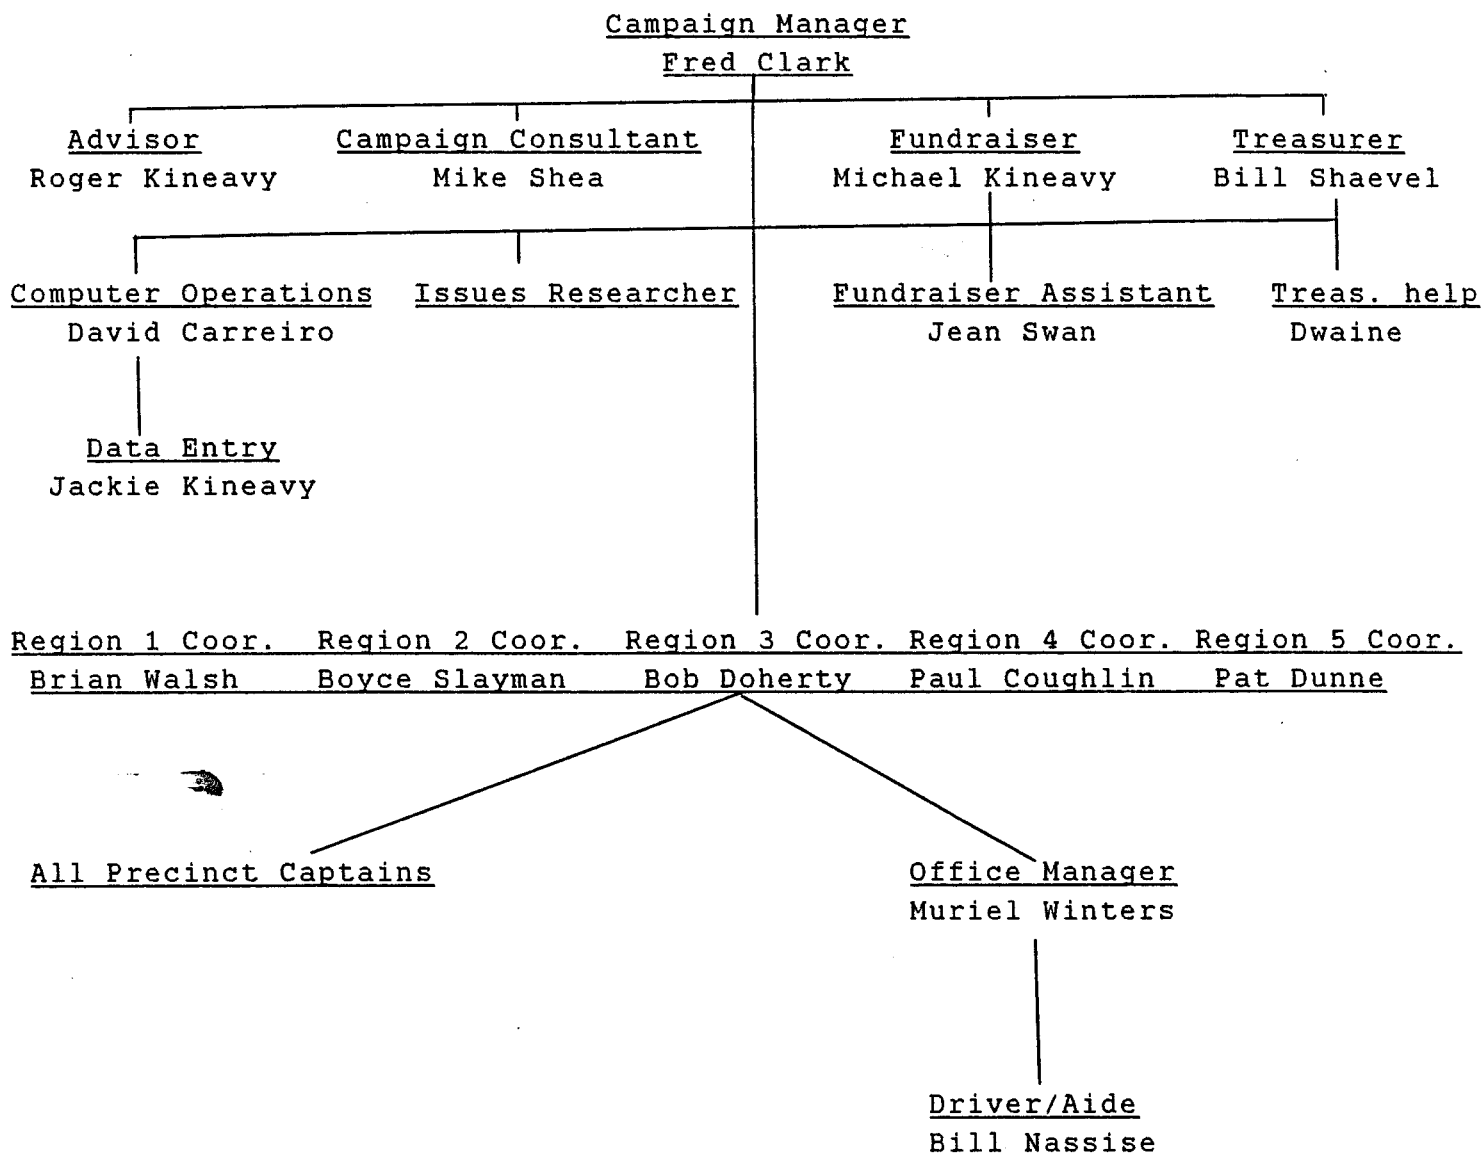 Campaign Manager
Fred Clark
Advisor Campaign Consultant Fundraiser Treasurer
Roger Kineavy Mike Shea Michael Kineavy Bill Shaevel
Computer Operations Issues Researcher Fundraiser Assistant Treas. help
David Carreiro Jean Swan Dwaine
Data Entry
Jackie Kineavy
Region 1 Coor. Region 2 Coor. Region 3 Coor. Region 4 Coor. Region 5 Coor.
Brian Walsh Boyce Slayman Bob Doherty Paul Coughlin Pat Dunne
All Precinct Captains Office Manager
Muriel Winters
Driver/Aide
Bill Nassise